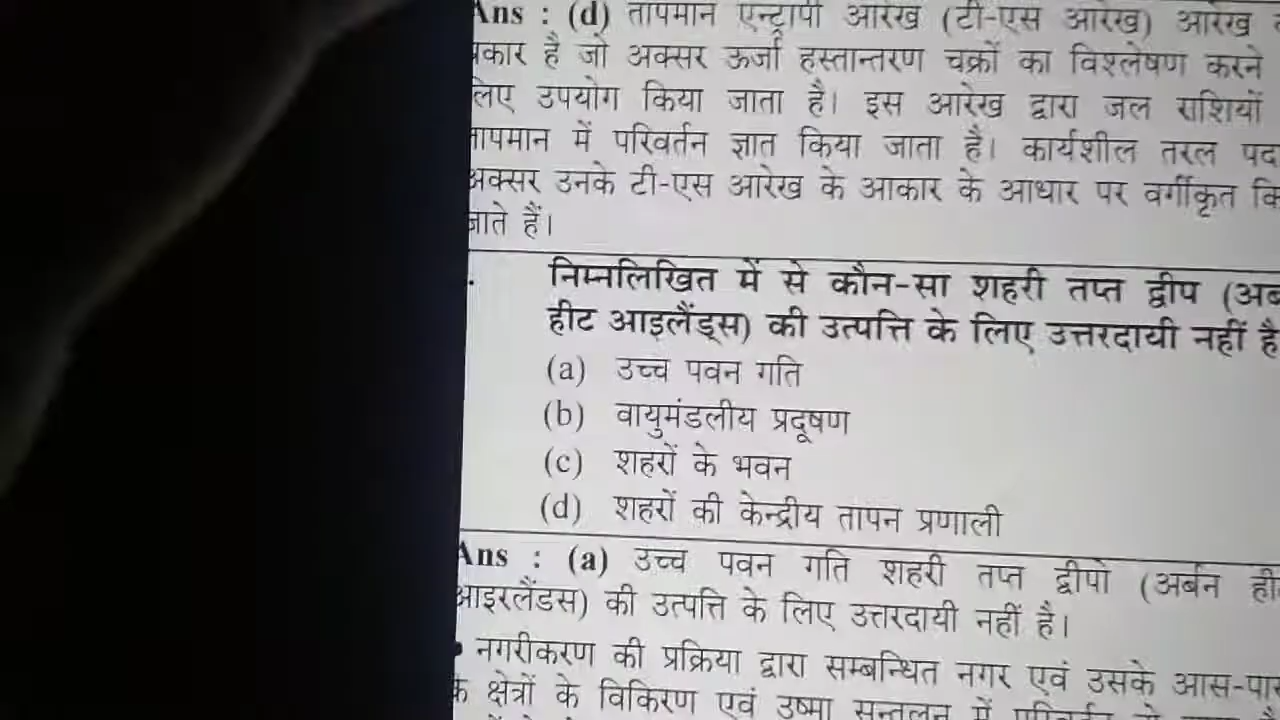 Ans : (d) तापमान एन्ट्रापी आरेख (टी-एस आरेख) आरेख
प्रकार है जो अक्सर ऊर्जा हस्तान्तरण चक्रों का विश्लेषण करने
लिए उपयोग किया जाता है। इस आरेख द्वारा जल राशियों
तापमान में परिवर्तन ज्ञात किया जाता है। कार्यशील तरल
अक्सर उनके टी-एस आरेख के आकार के आधार पर वर्गीकृत
जाते हैं।
निम्नलिखित में से कौन-सा शहरी तप्त द्वीप
हीट आइलैंड्स) की उत्पत्ति के लिए उत्तरदायी नहीं है
(a) उच्च पवन गति
(b) वायुमंडलीय प्रदूषण
(c) शहरों के भवन
(d) शहरों की केन्द्रीय तापन प्रणाली
Ans : (a) उच्च पवन गति शहरी तप्त द्वीपों (अर्बन
आइरलैंडस) की उत्पत्ति के लिए उत्तरदायी नहीं है।
• नगरीकरण की प्रक्रिया द्वारा सम्बन्धित नगर एवं उसके
के क्षेत्रों के विकिरण एवं उष्मा सन्तुलन में